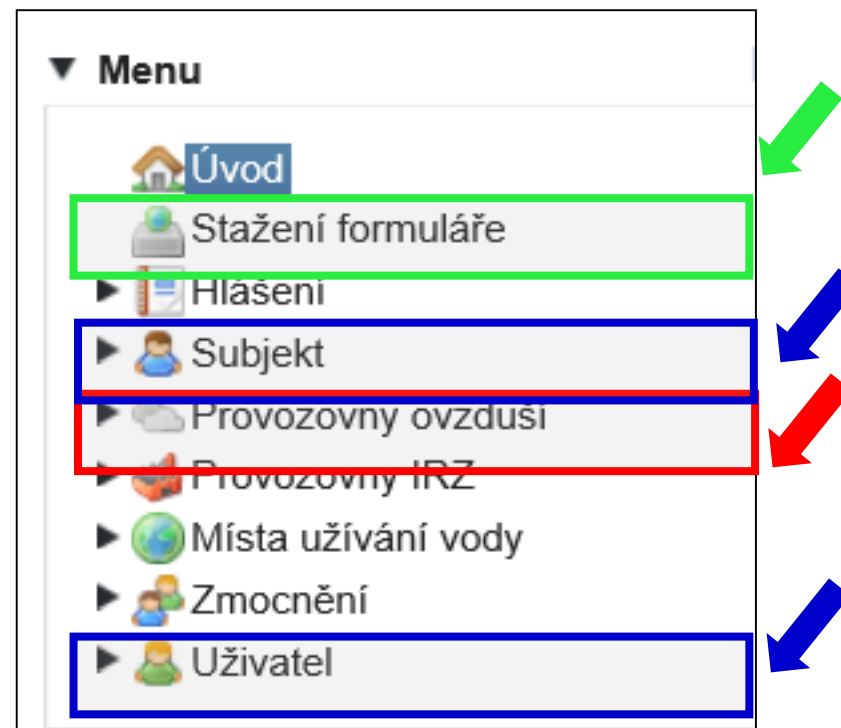 Menu
Úvod
Stažení formuláře
Hlášení
Subjekt
Provozovny ovzduší
Provozovny IRZ
Místa užívání vody
Zmocnění
Uživatel